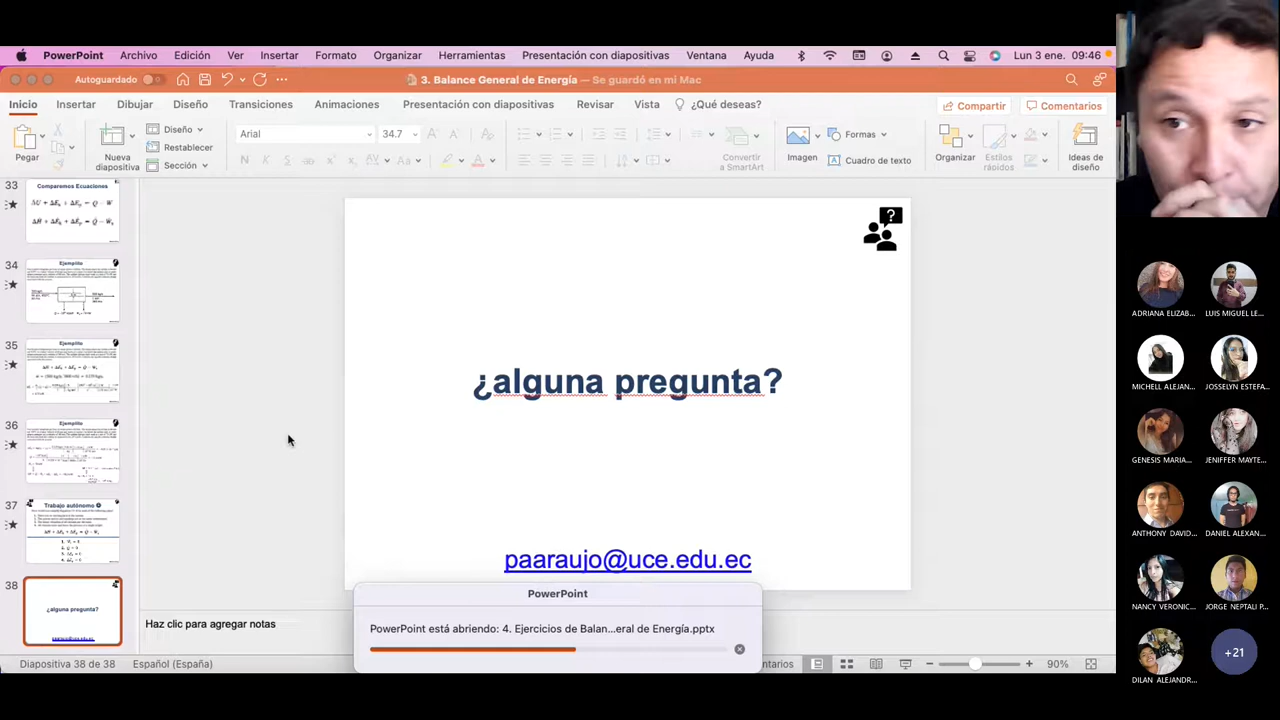 PowerPoint Archivo Edición Ver Insertar Formato Organizar Herramientas Presentación con diapositivas Ventana Ayuda Lun 3 ene. 09:46
Autoguardado 3. Balance General de Energía — Se guardó en mi Mac
Inicio Insertar Dibujar Diseño Transiciones Animaciones Presentación con diapositivas Revisar Vista ¿Qué deseas? Compartir Comentarios
Pegar
Nueva diapositiva
Diseño
Restablecer
Sección
Arial 34.7
Convertir a SmartArt
Imagen
Formas
Cuadro de texto
Organizar
Estilos rápidos
Ideas de diseño
33
Comparemos Ecuaciones
34
Ejemplito
35
Ejemplito
36
Ejemplito
37
Trabajo autónomo
38
¿alguna pregunta?
?
¿alguna pregunta?
paaraujo@uce.edu.ec
Haz clic para agregar notas
PowerPoint
PowerPoint está abriendo: 4. Ejercicios de Balan...eral de Energía.pptx
Diapositiva 38 de 38 Español (España) 90%
ADRIANA ELIZAB... LUIS MIGUEL LE...
MICHELL ALEJAN... JOSSELYN ESTEFA...
GENESIS MARIA... JENIFFER MAYTE...
ANTHONY DAVID... DANIEL ALEXAN...
NANCY VERONIC... JORGE NEPTALI P...
DILAN ALEJANDR... +21